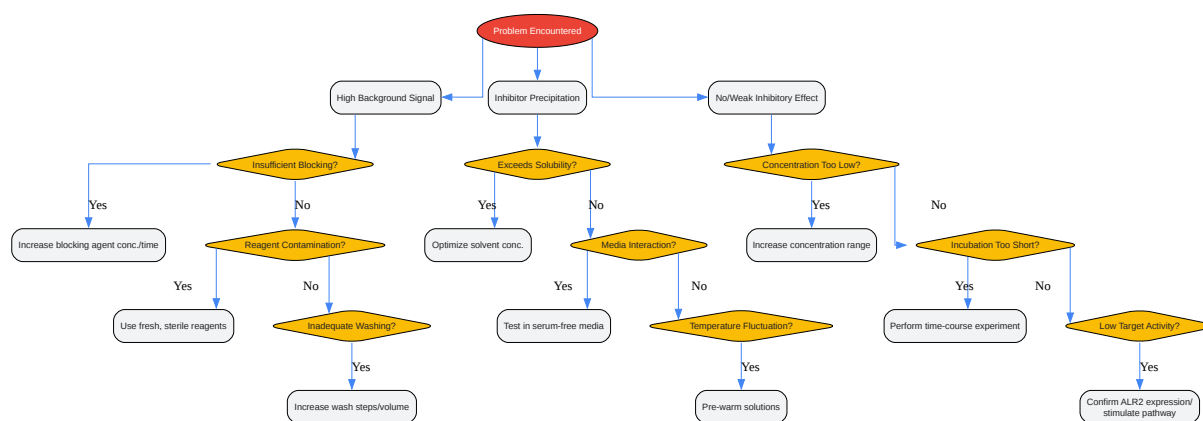 Problem Encountered
High Background Signal
Inhibitor Precipitation
No/Weak Inhibitory Effect
Insufficient Blocking?
Exceeds Solubility?
Concentration Too Low?
Yes
No
Yes
No
Yes
No
Increase blocking agent conc./time
Reagent Contamination?
Optimize solvent conc.
Media Interaction?
Increase concentration range
Incubation Too Short?
Yes
No
Yes
No
Yes
No
Use fresh, sterile reagents
Inadequate Washing?
Test in serum-free media
Temperature Fluctuation?
Perform time-course experiment
Low Target Activity?
Yes
Yes
Yes
Increase wash steps/volume
Pre-warm solutions
Confirm ALR2 expression/
stimulate pathway